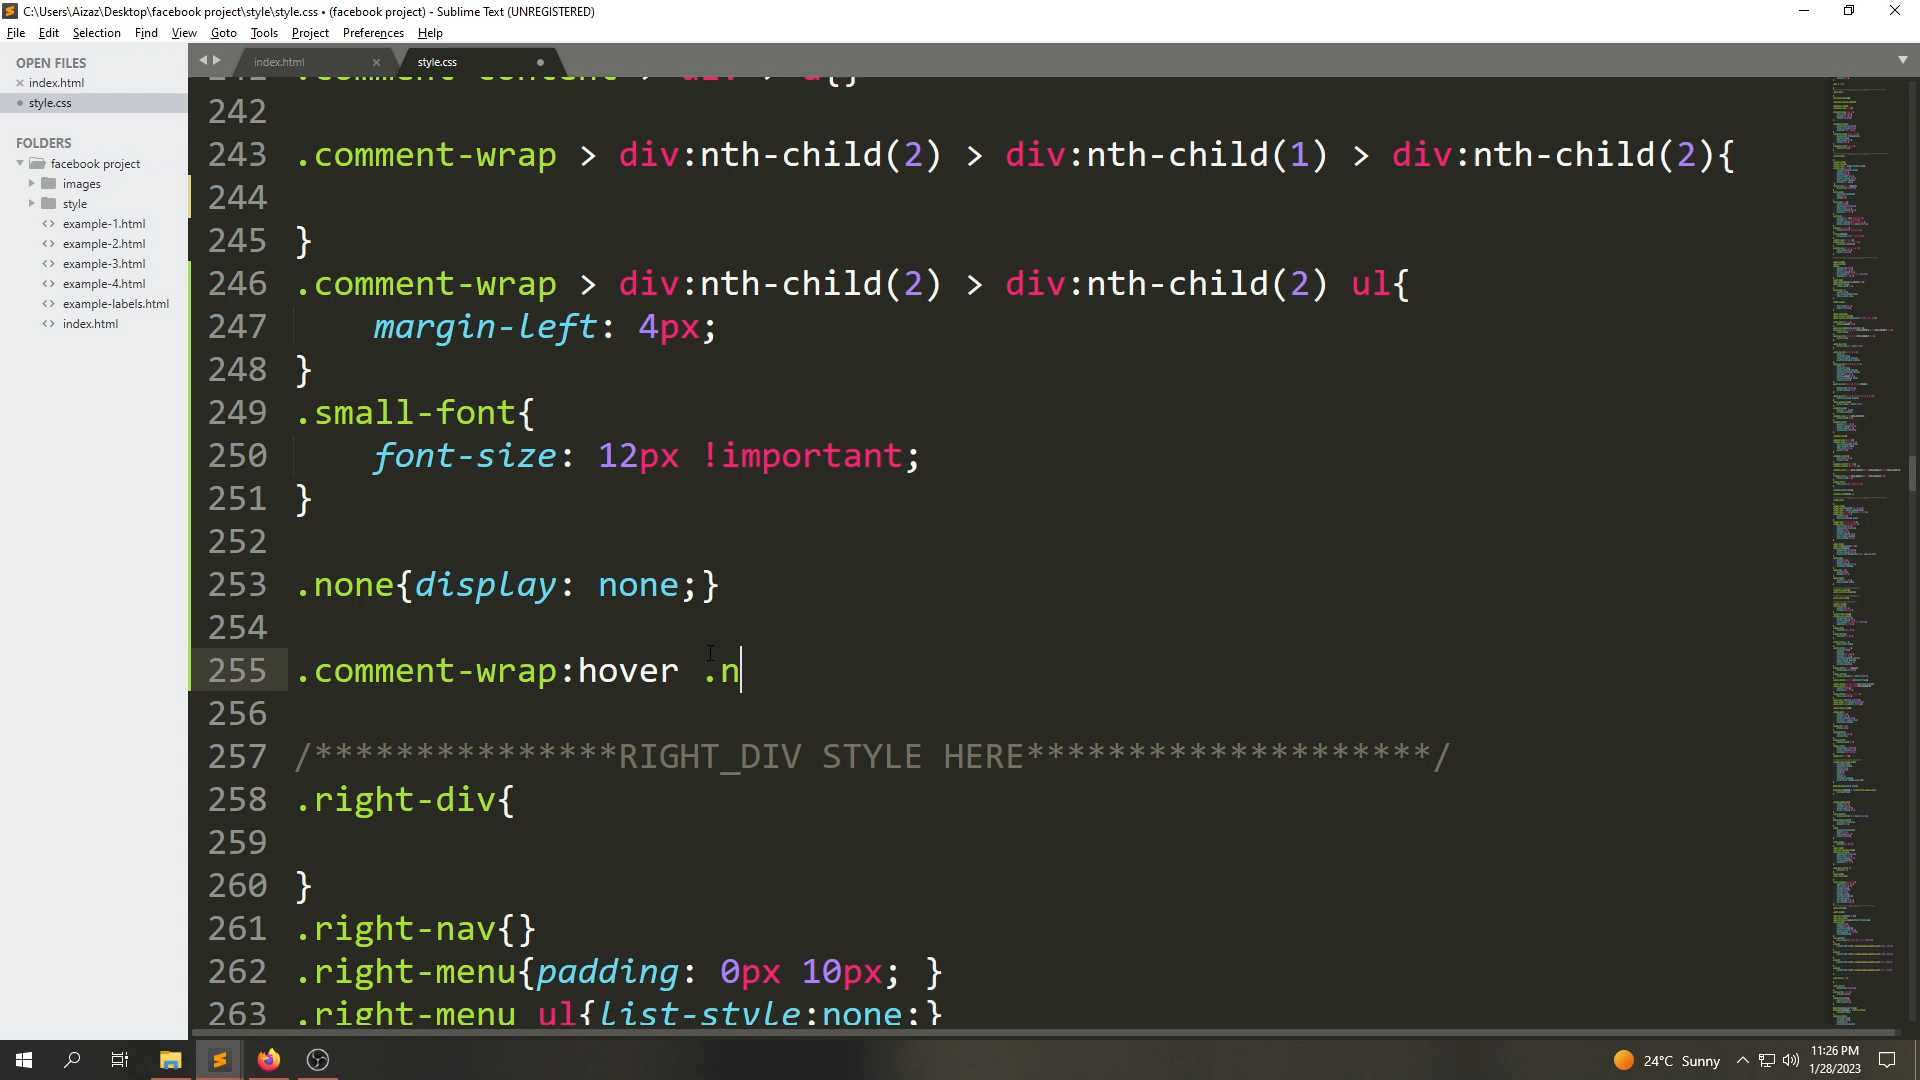 C:\Users\Aizaz\Desktop\facebook project\style\style.css • (facebook project) - Sublime Text (UNREGISTERED)
File Edit Selection Find View Goto Tools Project Preferences Help
OPEN FILES
index.html
style.css
FOLDERS
facebook project
images
style
example-1.html
example-2.html
example-3.html
example-4.html
example-labels.html
index.html
index.html
style.css
242
243 .comment-wrap > div:nth-child(2) > div:nth-child(1) > div:nth-child(2){
244
245 }
246 .comment-wrap > div:nth-child(2) > div:nth-child(2) ul{
247 margin-left: 4px;
248 }
249 .small-font{
250 font-size: 12px !important;
251 }
252
253 .none{display: none;}
254
255 .comment-wrap:hover .n
256
257 /***************RIGHT_DIV STYLE HERE********************/
258 .right-div{
259
260 }
261 .right-nav{}
262 .right-menu{padding: 0px 10px; }
263 .right-menu ul{list-style:none;}
24°C Sunny
11:26 PM
1/28/2023